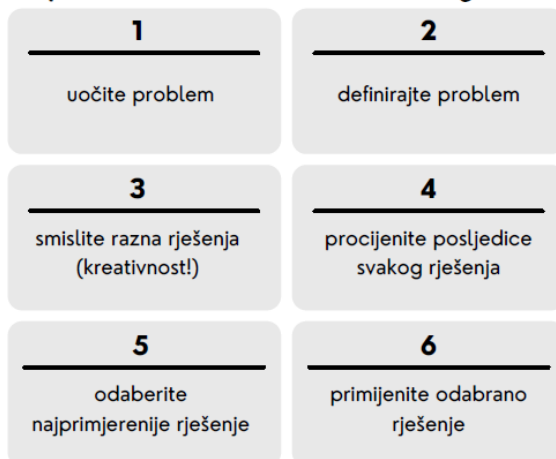 1
uočite problem
2
definirajte problem
3
smislite razna rješenja
(kreativnost!)
4
procijenite posljedice
svakog rješenja
5
odaberite
najprimjerenije rješenje
6
primijenite odabrano
rješenje